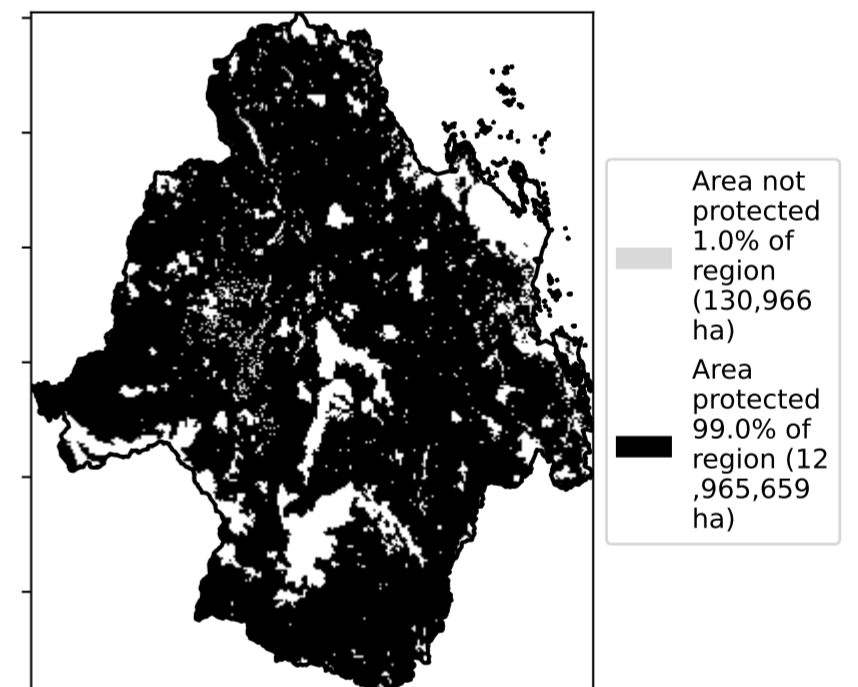 Area not
protected
1.0% of
region
(130,966
ha)
Area
protected
99.0% of
region (12
,965,659
ha)